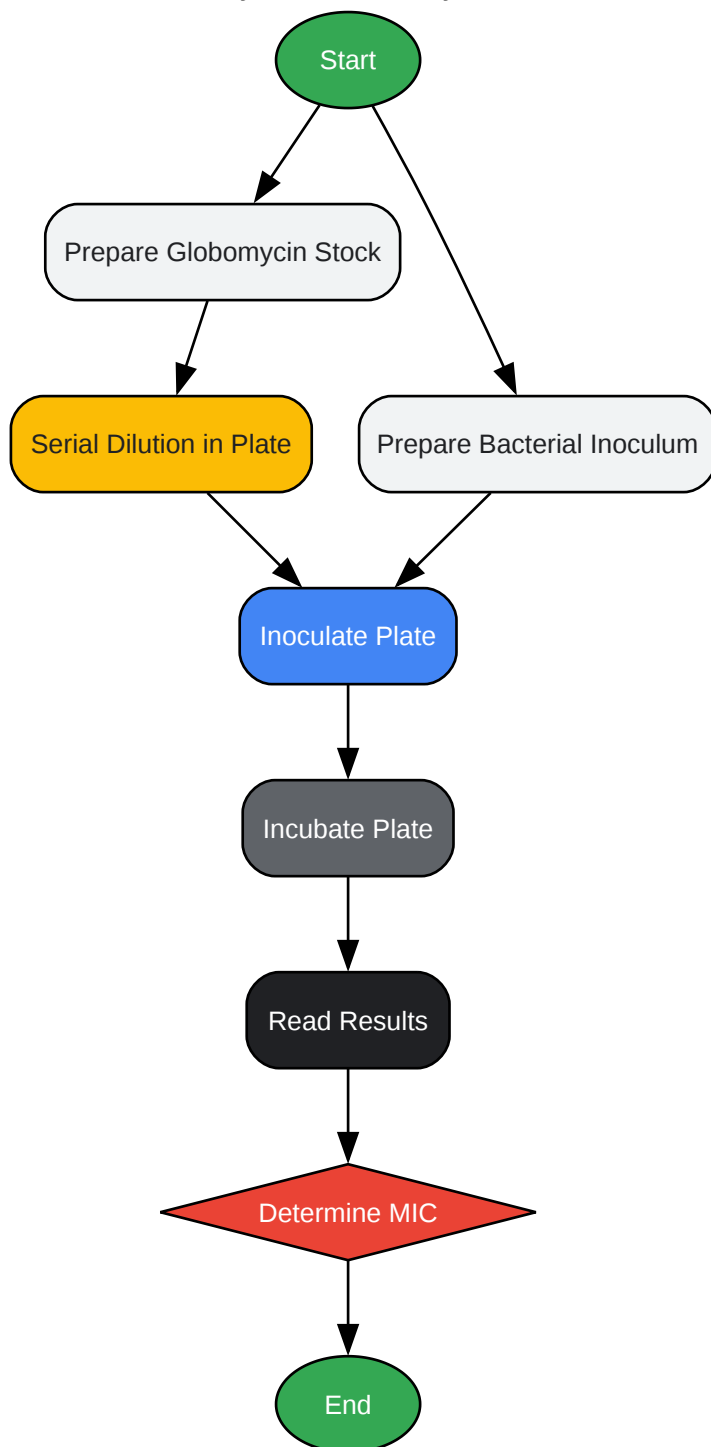 Start
Prepare Globomycin Stock
Serial Dilution in Plate
Prepare Bacterial Inoculum
Inoculate Plate
Incubate Plate
Read Results
Determine MIC
End